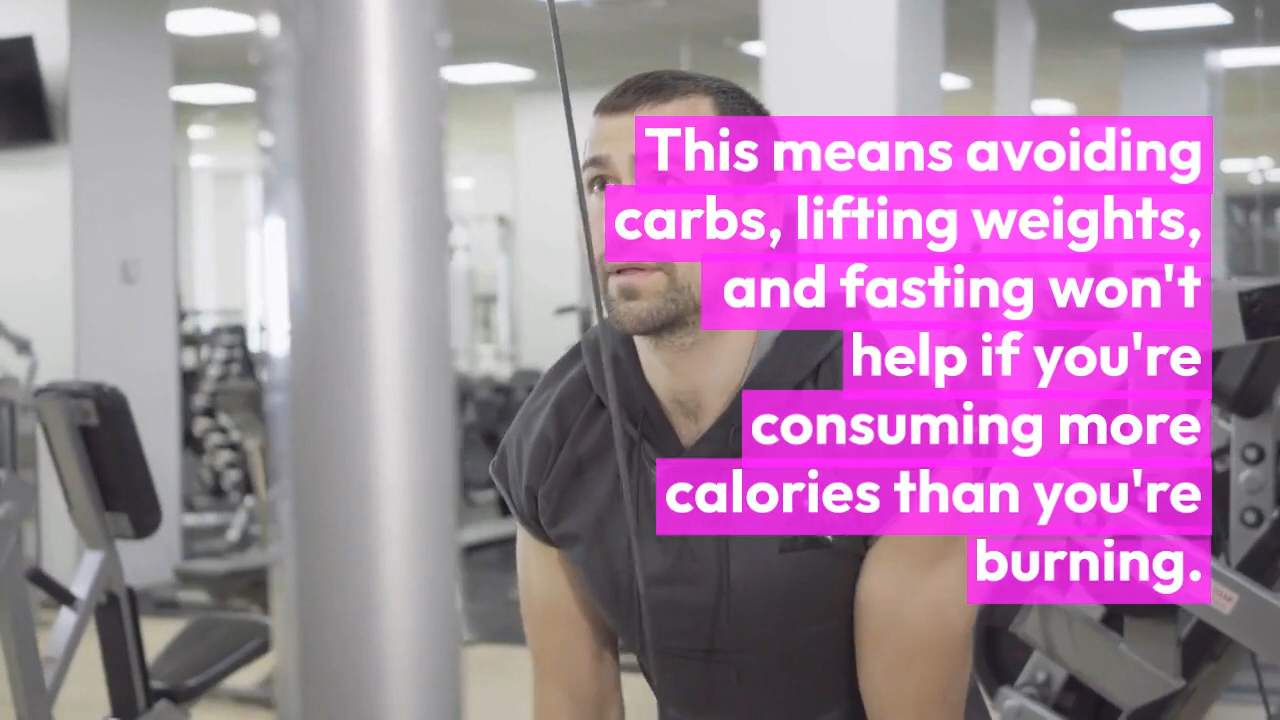 This means avoiding
carbs, lifting weights,
and fasting won't
help if you're
consuming more
calories than you're
burning.